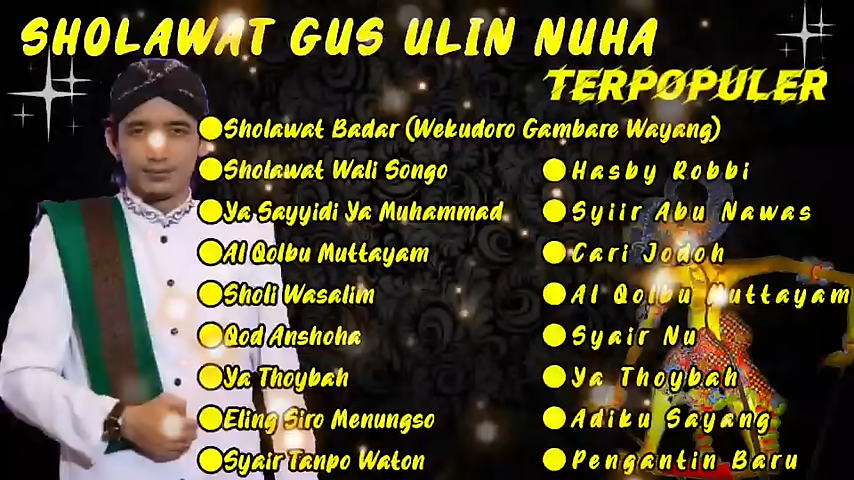 SHOLAWAT GUS ULIN NUHA
TERPOPULER
Sholawat Badar (Wekudoro Gambare Wayang)
Sholawat Wali Songo
Ya Sayyidi Ya Muhammad
Al Qolbu Muttayam
Sholi Wasalim
Qod Anshoha
Ya Thoybah
Eling Siro Menungso
Syair Tanpo Waton
Hasby Robbi
Syiir Abu Nawas
Cari Jodoh
Al Qolbu Muttayam
Syair Nu
Ya Thoybah
Adiku Sayang
Pengantin Baru